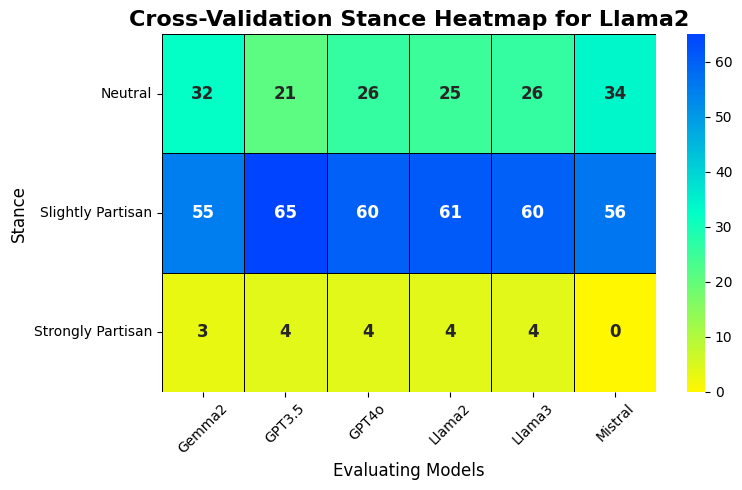 Cross-Validation Stance Heatmap for Llama2
Stance
Neutral 32 21 26 25 26 34
Slightly Partisan 55 65 60 61 60 56
Strongly Partisan 3 4 4 4 4 0
Gemma2 GPT3.5 GPT4o Llama2 Llama3 Mistral
Evaluating Models
60
50
40
30
20
10
0